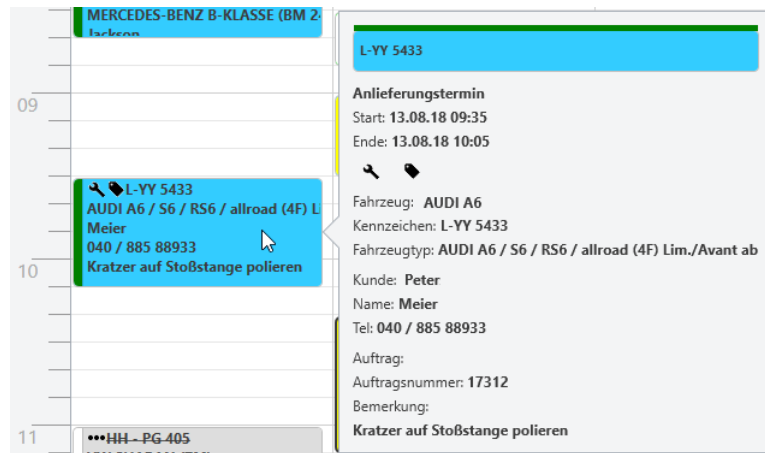 MERCEDES-BENZ B-KLASSE (BM 24
Jackson
09
L-YY 5433
AUDI A6 / S6 / RS6 / allroad (4F) L
Meier
040 / 885 88933
Kratzer auf Stoßstange polieren
10
11
HH - PG 405
L-YY 5433
Anlieferungstermin
Start: 13.08.18 09:35
Ende: 13.08.18 10:05
Fahrzeug: AUDI A6
Kennzeichen: L-YY 5433
Fahrzeugtyp: AUDI A6 / S6 / RS6 / allroad (4F) Lim./Avant ab
Kunde: Peter
Name: Meier
Tel: 040 / 885 88933
Auftrag:
Auftragsnummer: 17312
Bemerkung:
Kratzer auf Stoßstange polieren